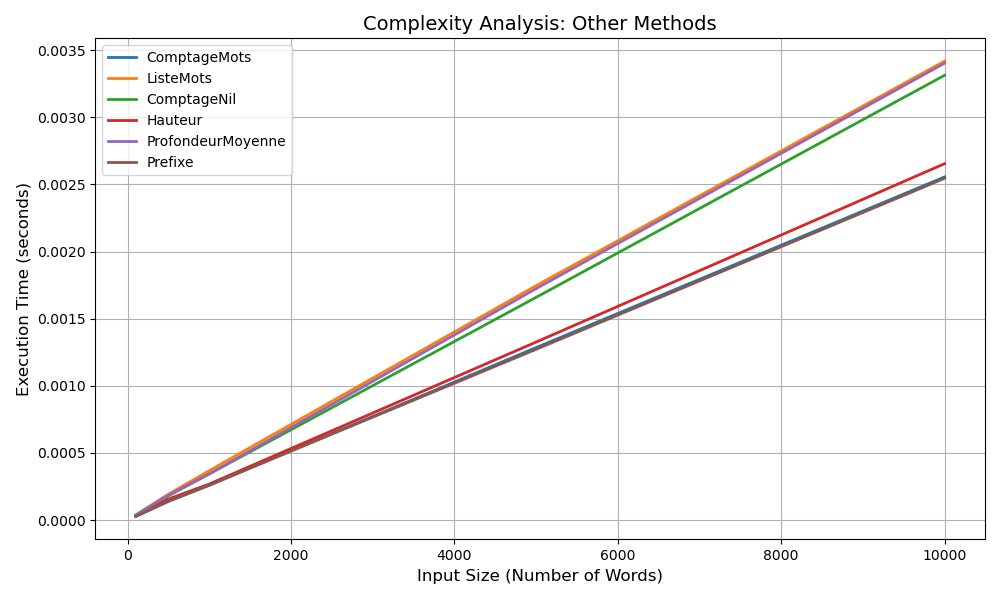 Complexity Analysis: Other Methods
ComptageMots
ListeMots
ComptageNil
Hauteur
ProfondeurMoyenne
Prefixe
Execution Time (seconds)
0.0035
0.0030
0.0025
0.0020
0.0015
0.0010
0.0005
0.0000
0 2000 4000 6000 8000 10000
Input Size (Number of Words)